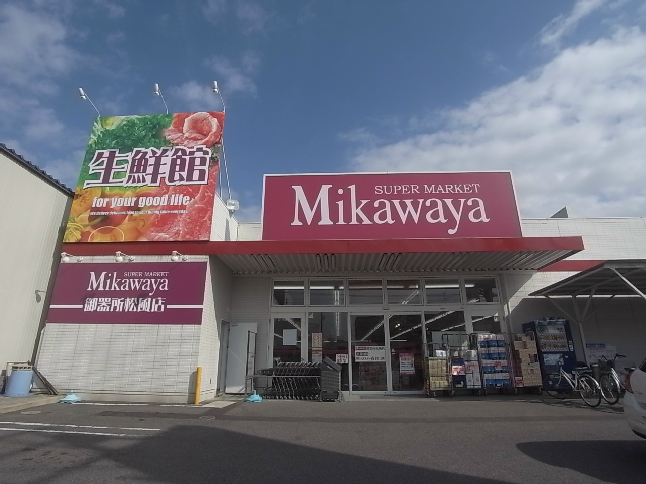 生鮮館
for your good life
SUPER MARKET
Mikawaya
SUPER MARKET
Mikawaya
御器所松風店